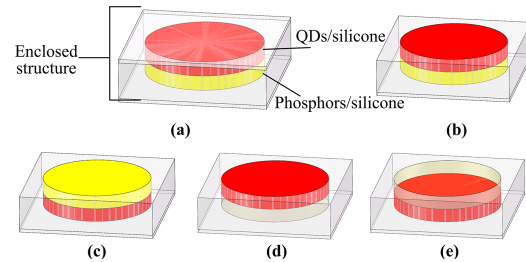 Enclosed
structure
QDs/silicone
Phosphors/silicone
(a)
(b)
(c)
(d)
(e)